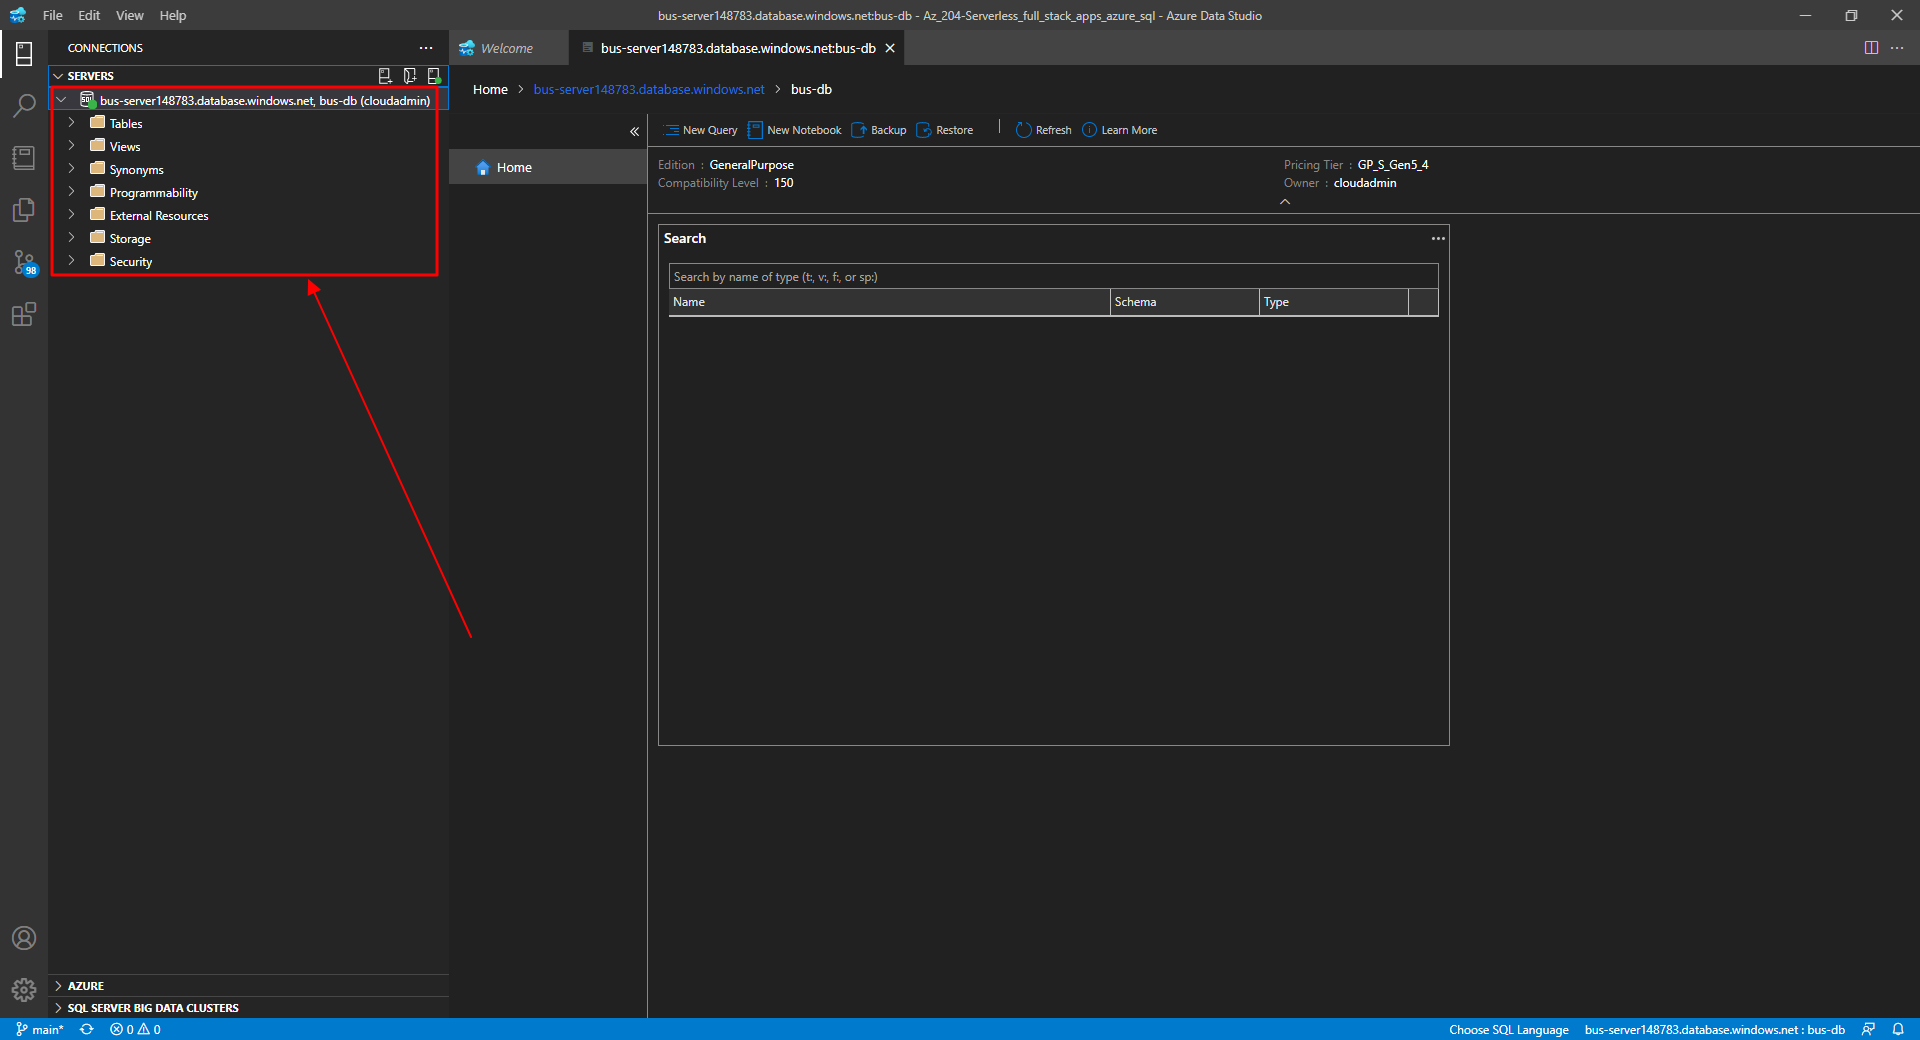 File Edit View Help
bus-server148783.database.windows.net:bus-db - Az_204-Serverless_full_stack_apps_azure_sql - Azure Data Studio
CONNECTIONS
Welcome
bus-server148783.database.windows.net:bus-db
SERVERS
bus-server148783.database.windows.net, bus-db (cloudadmin)
Tables
Views
Synonyms
Programmability
External Resources
Storage
Security
98
Home > bus-server148783.database.windows.net > bus-db
Home
New Query New Notebook Backup Restore Refresh Learn More
Edition : GeneralPurpose
Pricing Tier : GP_S_Gen5_4
Compatibility Level : 150
Owner : cloudadmin
Search
Search by name of type (t:, v:, f:, or sp:)
Name Schema Type
AZURE
SQL SERVER BIG DATA CLUSTERS
main* 0 0
Choose SQL Language bus-server148783.database.windows.net : bus-db